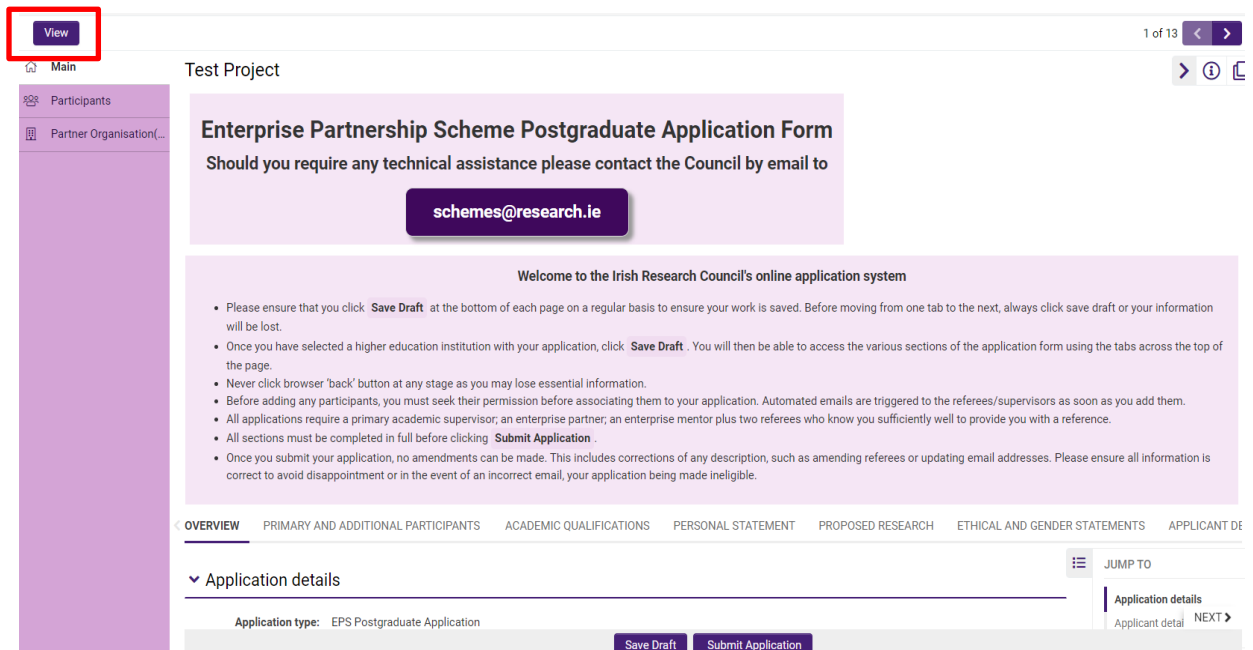 View
1 of 13
Main
Test Project
Participants
Partner Organisation(...
Enterprise Partnership Scheme Postgraduate Application Form
Should you require any technical assistance please contact the Council by email to
schemes@research.ie
Welcome to the Irish Research Council's online application system
• Please ensure that you click Save Draft at the bottom of each page on a regular basis to ensure your work is saved. Before moving from one tab to the next, always click save draft or your information
will be lost.
• Once you have selected a higher education institution with your application, click Save Draft . You will then be able to access the various sections of the application form using the tabs across the top of
the page.
• Never click browser 'back' button at any stage as you may lose essential information.
• Before adding any participants, you must seek their permission before associating them to your application. Automated emails are triggered to the referees/supervisors as soon as you add them.
• All applications require a primary academic supervisor; an enterprise partner; an enterprise mentor plus two referees who know you sufficiently well to provide you with a reference.
• All sections must be completed in full before clicking Submit Application .
• Once you submit your application, no amendments can be made. This includes corrections of any description, such as amending referees or updating email addresses. Please ensure all information is
correct to avoid disappointment or in the event of an incorrect email, your application being made ineligible.
OVERVIEW PRIMARY AND ADDITIONAL PARTICIPANTS ACADEMIC QUALIFICATIONS PERSONAL STATEMENT PROPOSED RESEARCH ETHICAL AND GENDER STATEMENTS APPLICANT DE
JUMP TO
Application details
Application details
Applicant detai
NEXT
Application type: EPS Postgraduate Application
Save Draft Submit Application